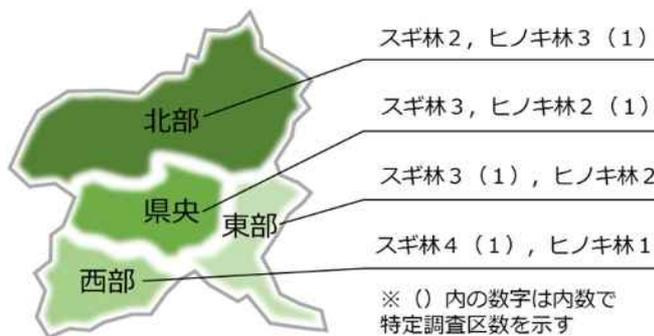 スギ林2，ヒノキ林3（1）
北部
スギ林3，ヒノキ林2（1）
県央
スギ林3（1），ヒノキ林2
東部
スギ林4（1），ヒノキ林1
西部
※（）内の数字は内数で
特定調査区数を示す